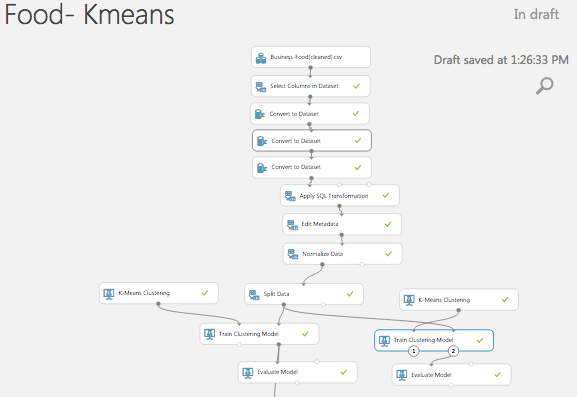 Food- Kmeans
In draft
Draft saved at 1:26:33 PM
Business-Food(cleaned).csv
Select Columns in Dataset
Convert to Dataset
Convert to Dataset
Convert to Dataset
Apply SQL Transformation
Edit Metadata
Normalize Data
K-Means Clustering
Split Data
K-Means Clustering
Train Clustering Model
Train Clustering Model
1
2
Evaluate Model
Evaluate Model